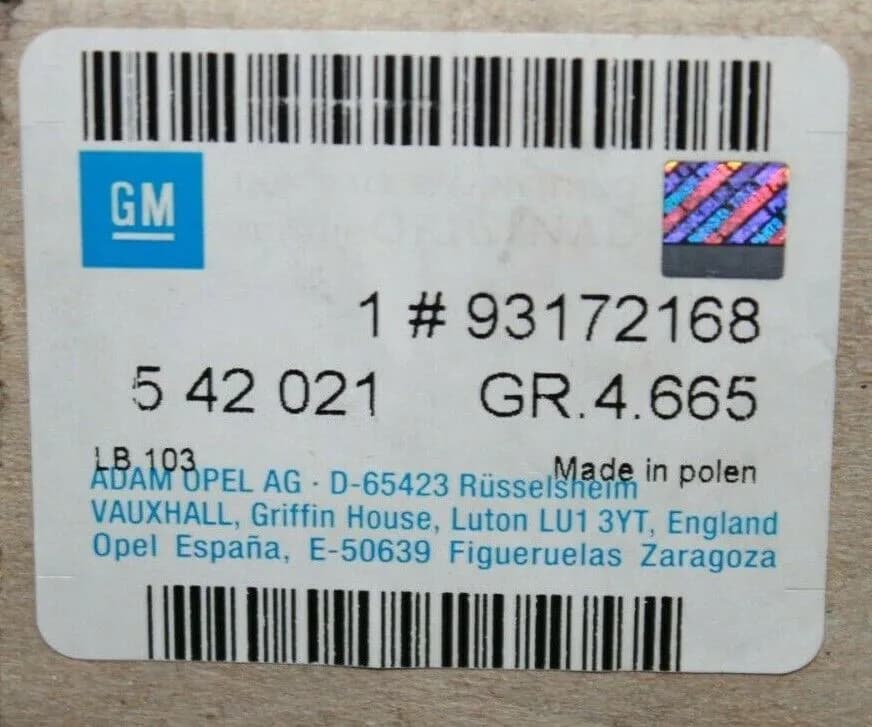 GM
1 # 93172168
5 42 021 GR.4.665
LB 103 Made in polen
ADAM OPEL AG · D-65423 Rüsselsheim
VAUXHALL, Griffin House, Luton LU1 3YT, England
Opel España, E-50639 Figueruelas Zaragoza